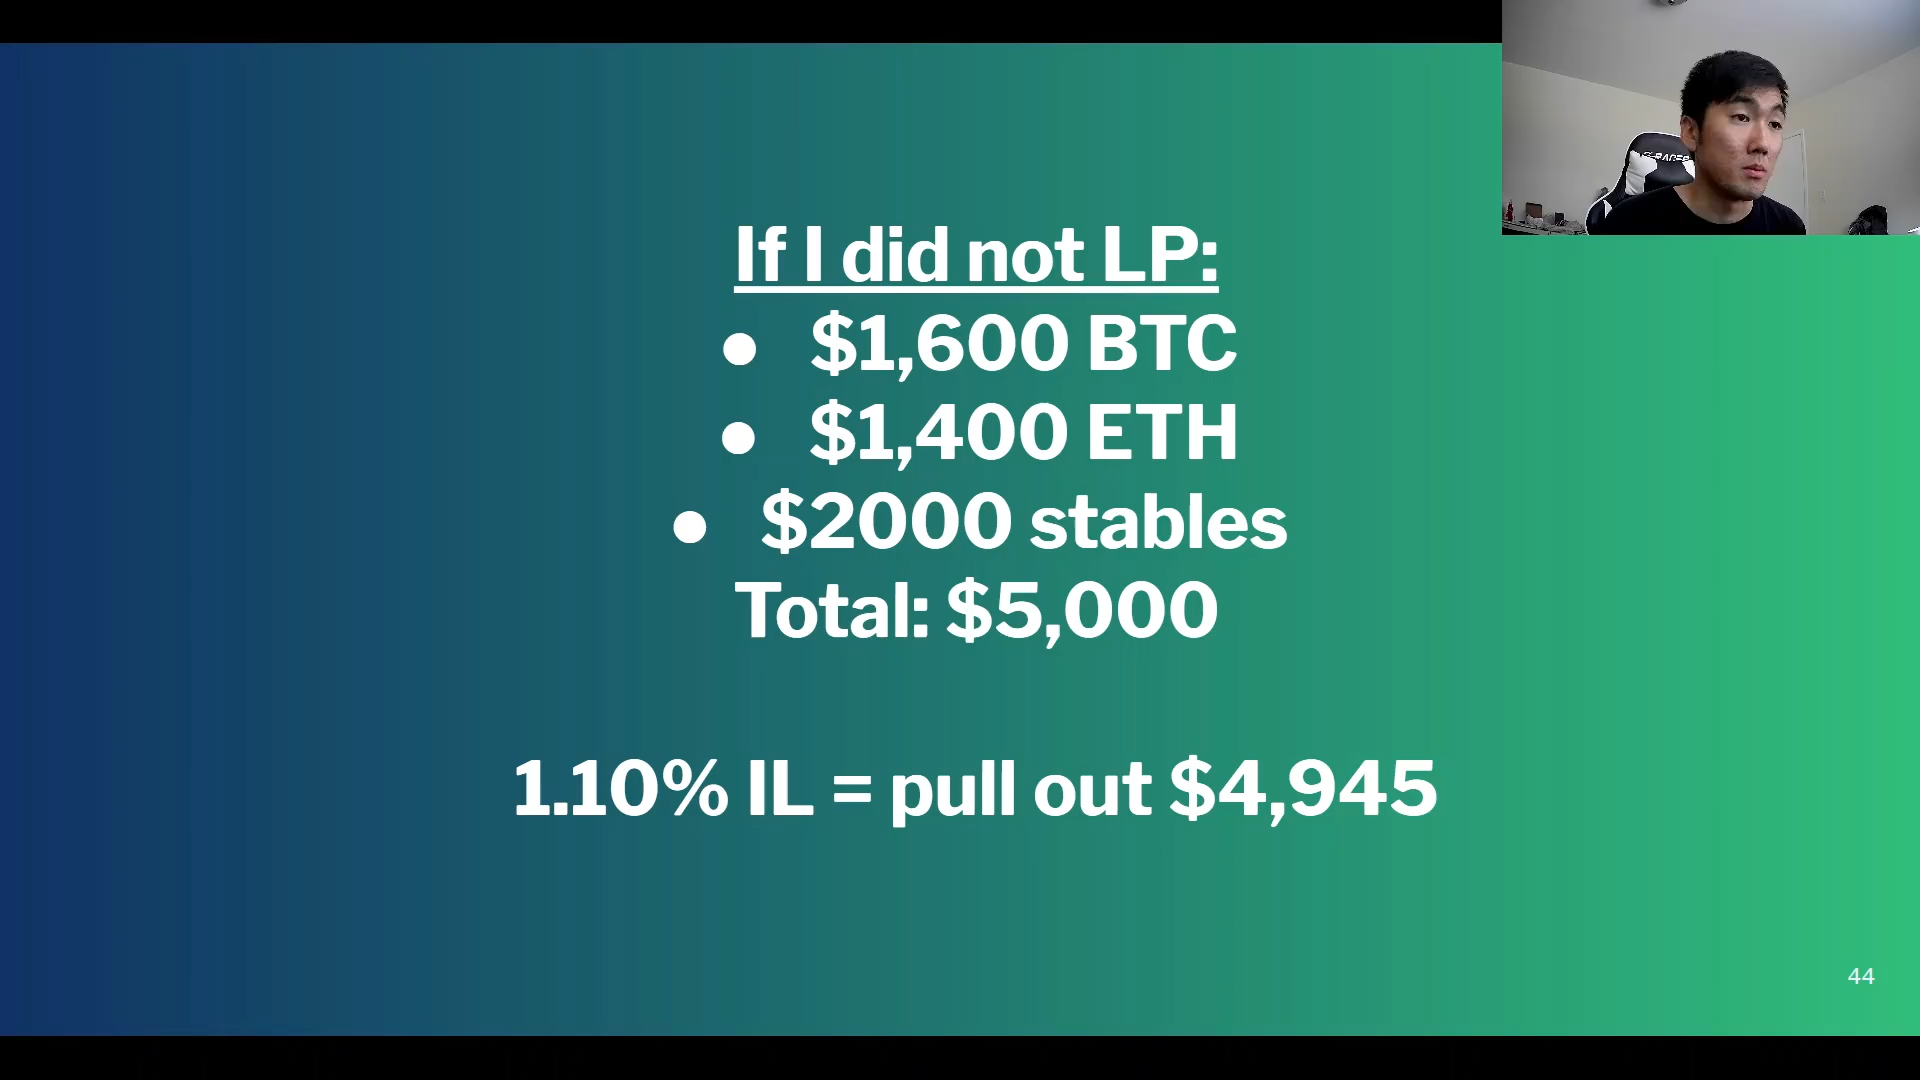 If I did not LP:
● $1,600 BTC
● $1,400 ETH
● $2000 stables
Total: $5,000
1.10% IL = pull out $4,945
44